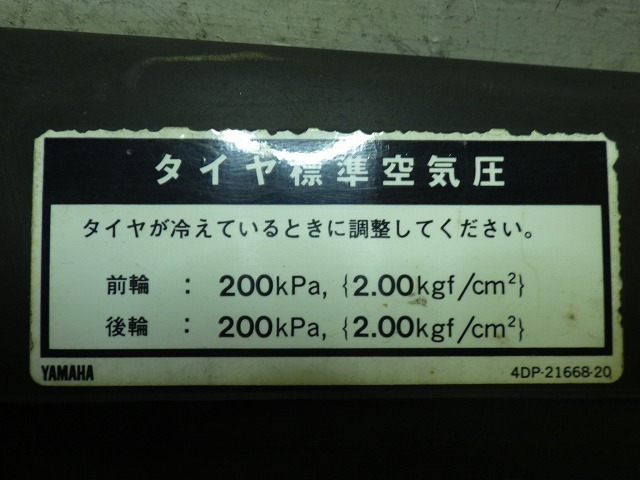 タイヤ標準空気圧
タイヤが冷えているときに調整してください。
前輪 : 200kPa, {2.00kgf/cm²}
後輪 : 200kPa, {2.00kgf/cm²}
YAMAHA 4DP-21668-20